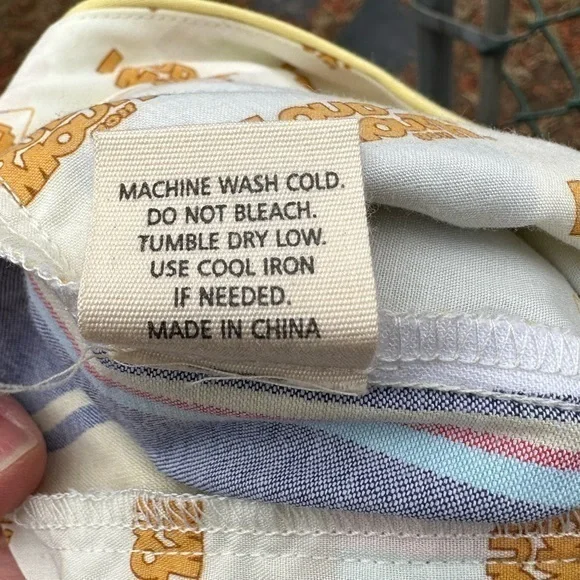 MACHINE WASH COLD.
DO NOT BLEACH.
TUMBLE DRY LOW.
USE COOL IRON
IF NEEDED.
MADE IN CHINA